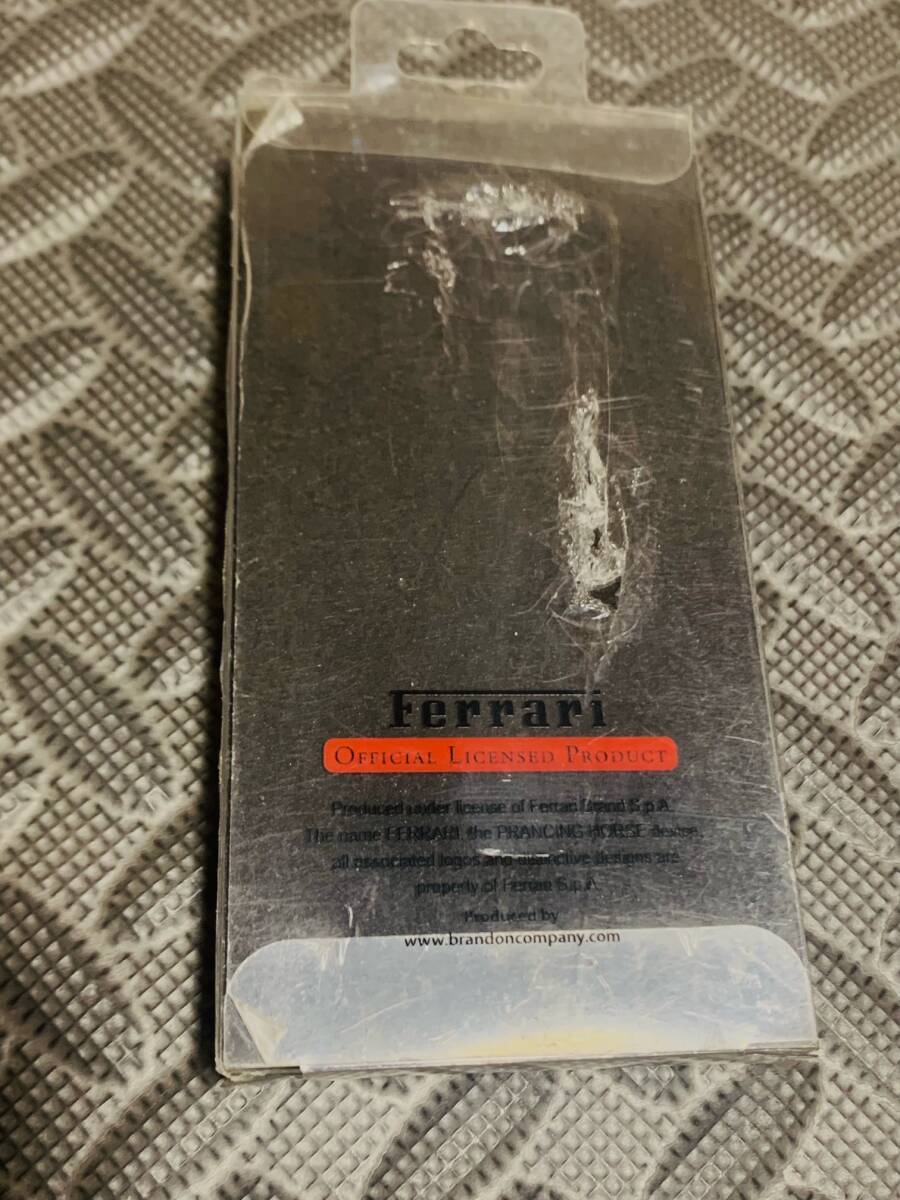 Ferrari
OFFICIAL LICENSED PRODUCT
Produced under license of Ferrari Brand S.p.A.
The name FERRARI, the PRANCING HORSE device,
all associated logos and distinctive designs are
property of Ferrari S.p.A.
Produced by
www.brandoncompany.com